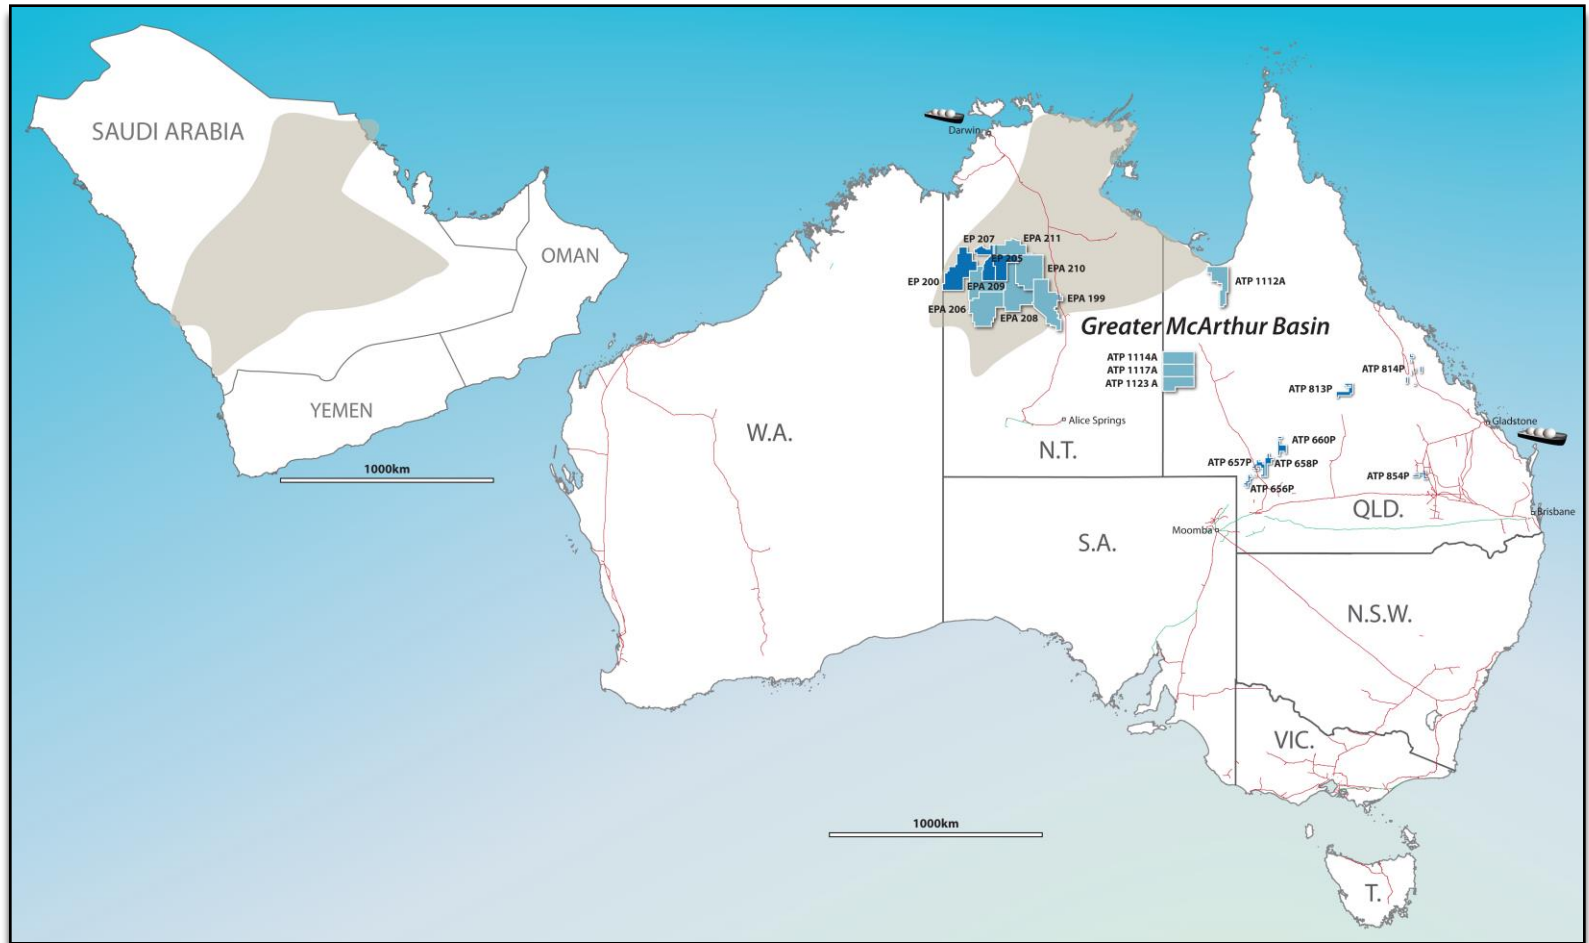 SAUDI ARABIA
OMAN
YEMEN
1000km
Darwin
EP 207
EPA 211
EP 205
EPA 210
EP 200
EPA 209
EPA 199
EPA 206
EPA 208
ATP 1112A
Greater McArthur Basin
ATP 1114A
ATP 1117A
ATP 1123 A
ATP 814P
ATP 813P
Alice Springs
Gladstone
W.A.
N.T.
ATP 660P
ATP 657P
ATP 658P
ATP 854P
ATP 656P
QLD.
Brisbane
Moomba
S.A.
N.S.W.
VIC.
1000km
T.